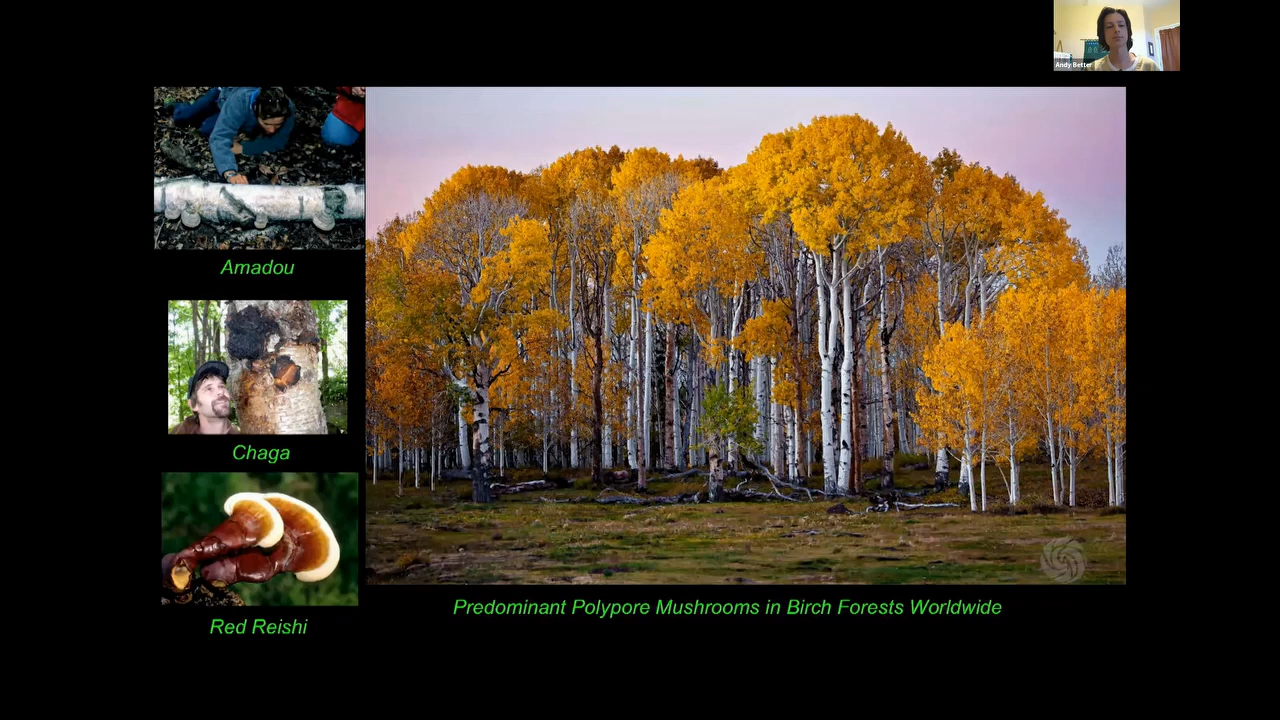 Andy Better
Amadou
Chaga
Red Reishi
Predominant Polypore Mushrooms in Birch Forests Worldwide